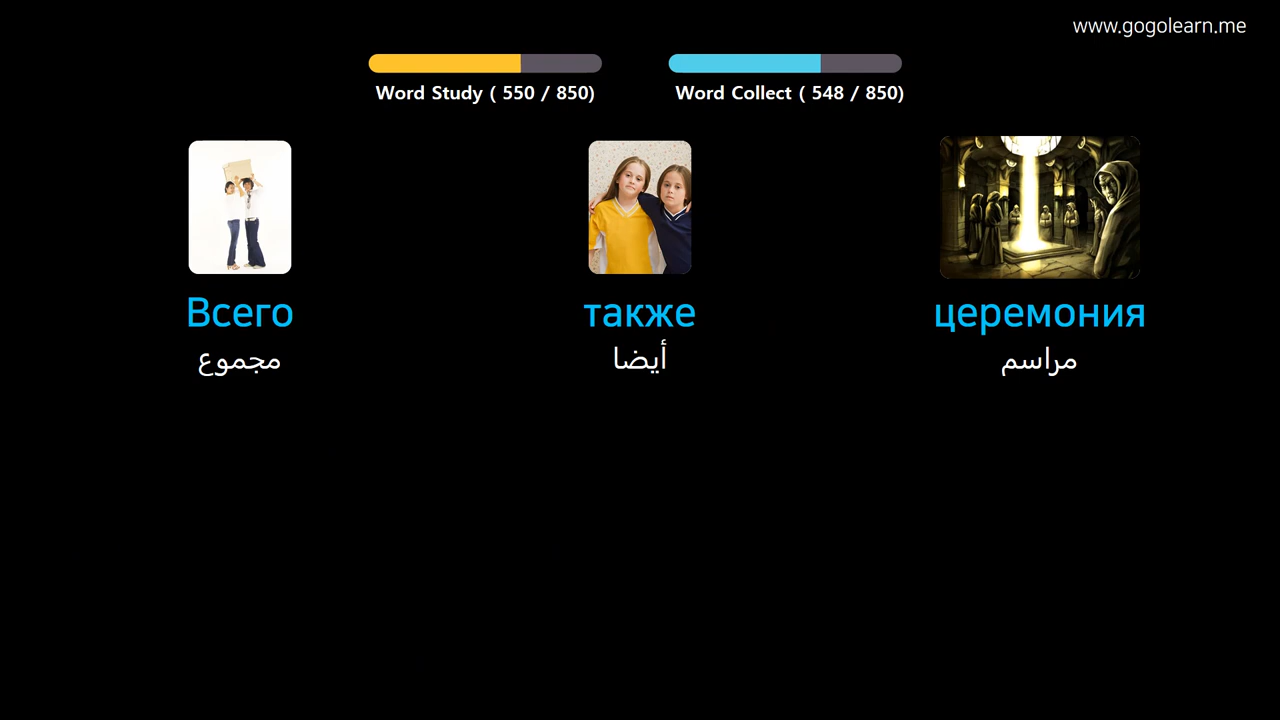 www.gogolearn.me
Word Study ( 550 / 850)
Word Collect ( 548 / 850)
Всего
также
церемония
مجموع
أيضا
مراسم